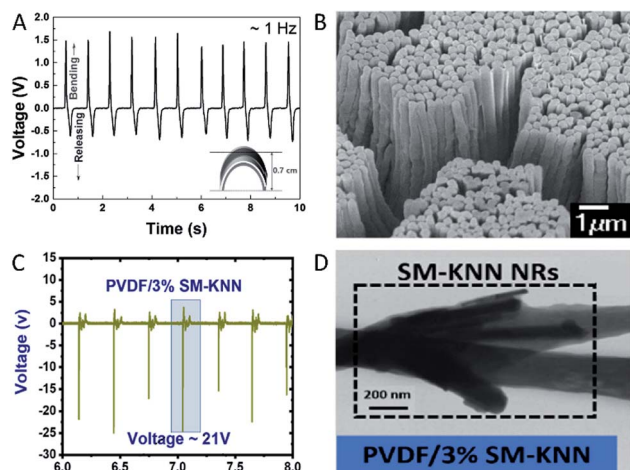 A
~ 1 Hz
2.0
1.5
1.0
0.5
0.0
-0.5
-1.0
-1.5
-2.0
Voltage (V)
Bending
Releasing
0.7 cm
0 2 4 6 8 10
Time (s)
B
1μm
C
PVDF/3% SM-KNN
10
5
0
-5
-10
-15
-20
-25
-30
Voltage (v)
Voltage ~ 21V
6.0 6.5 7.0 7.5 8.0
D
SM-KNN NRs
200 nm
PVDF/3% SM-KNN